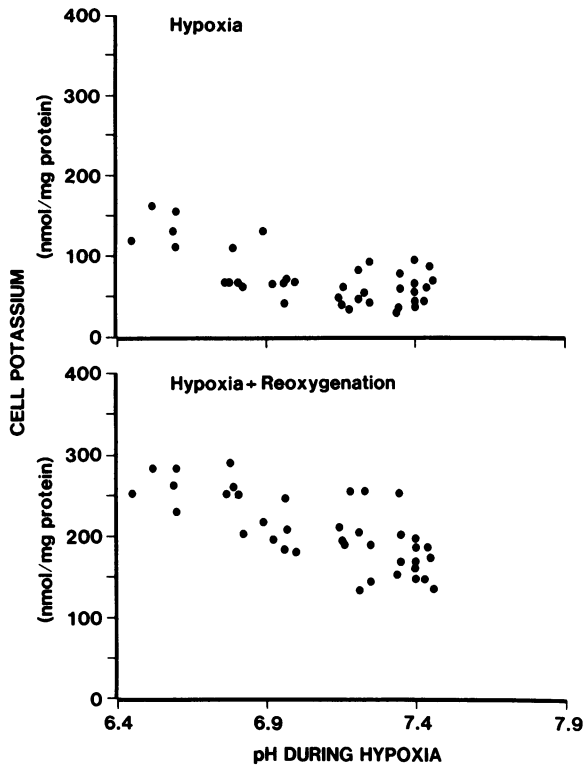 400
Hypoxia
300
200
100
0
(nmol/mg protein)
CELL POTASSIUM
400
Hypoxia + Reoxygenation
300
200
100
0
(nmol/mg protein)
6.4 6.9 7.4 7.9
pH DURING HYPOXIA